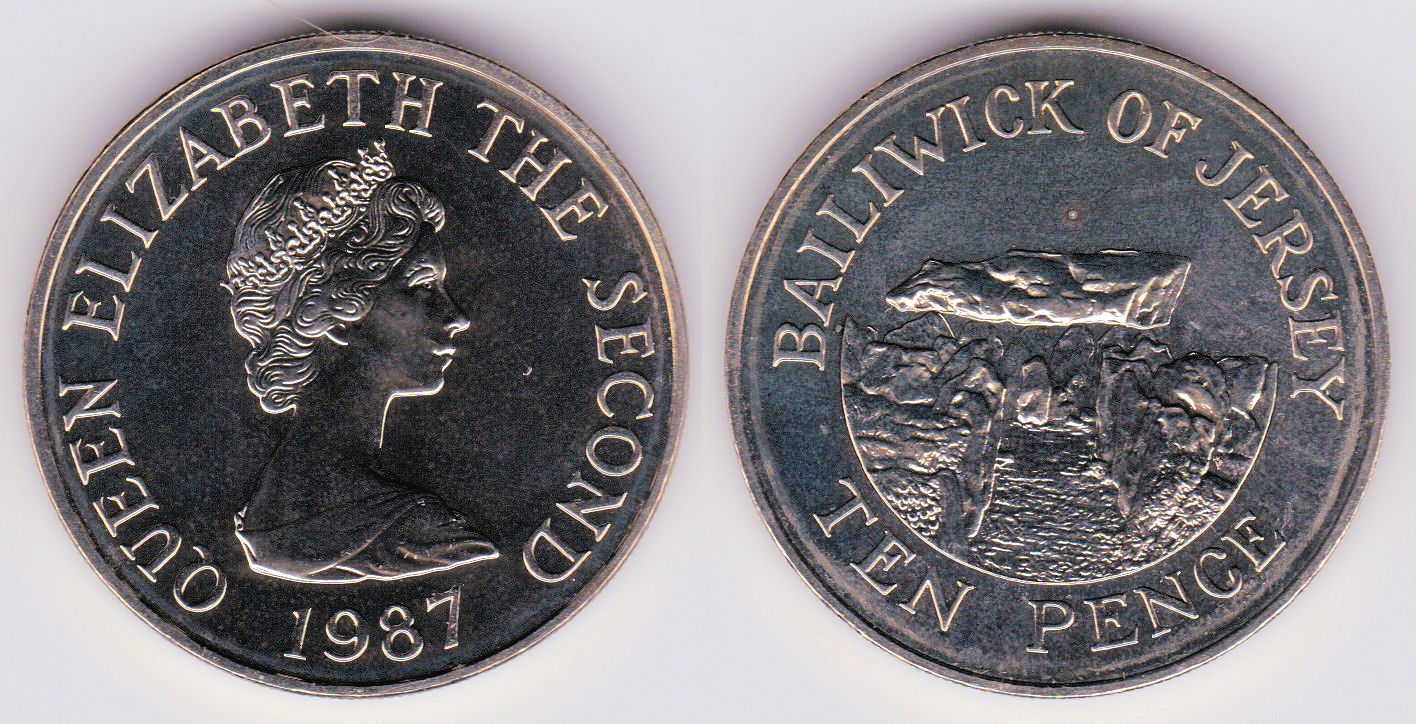 QUEEN ELIZABETH THE SECOND
1987
BAILIWICK OF JERSEY
TEN PENCE